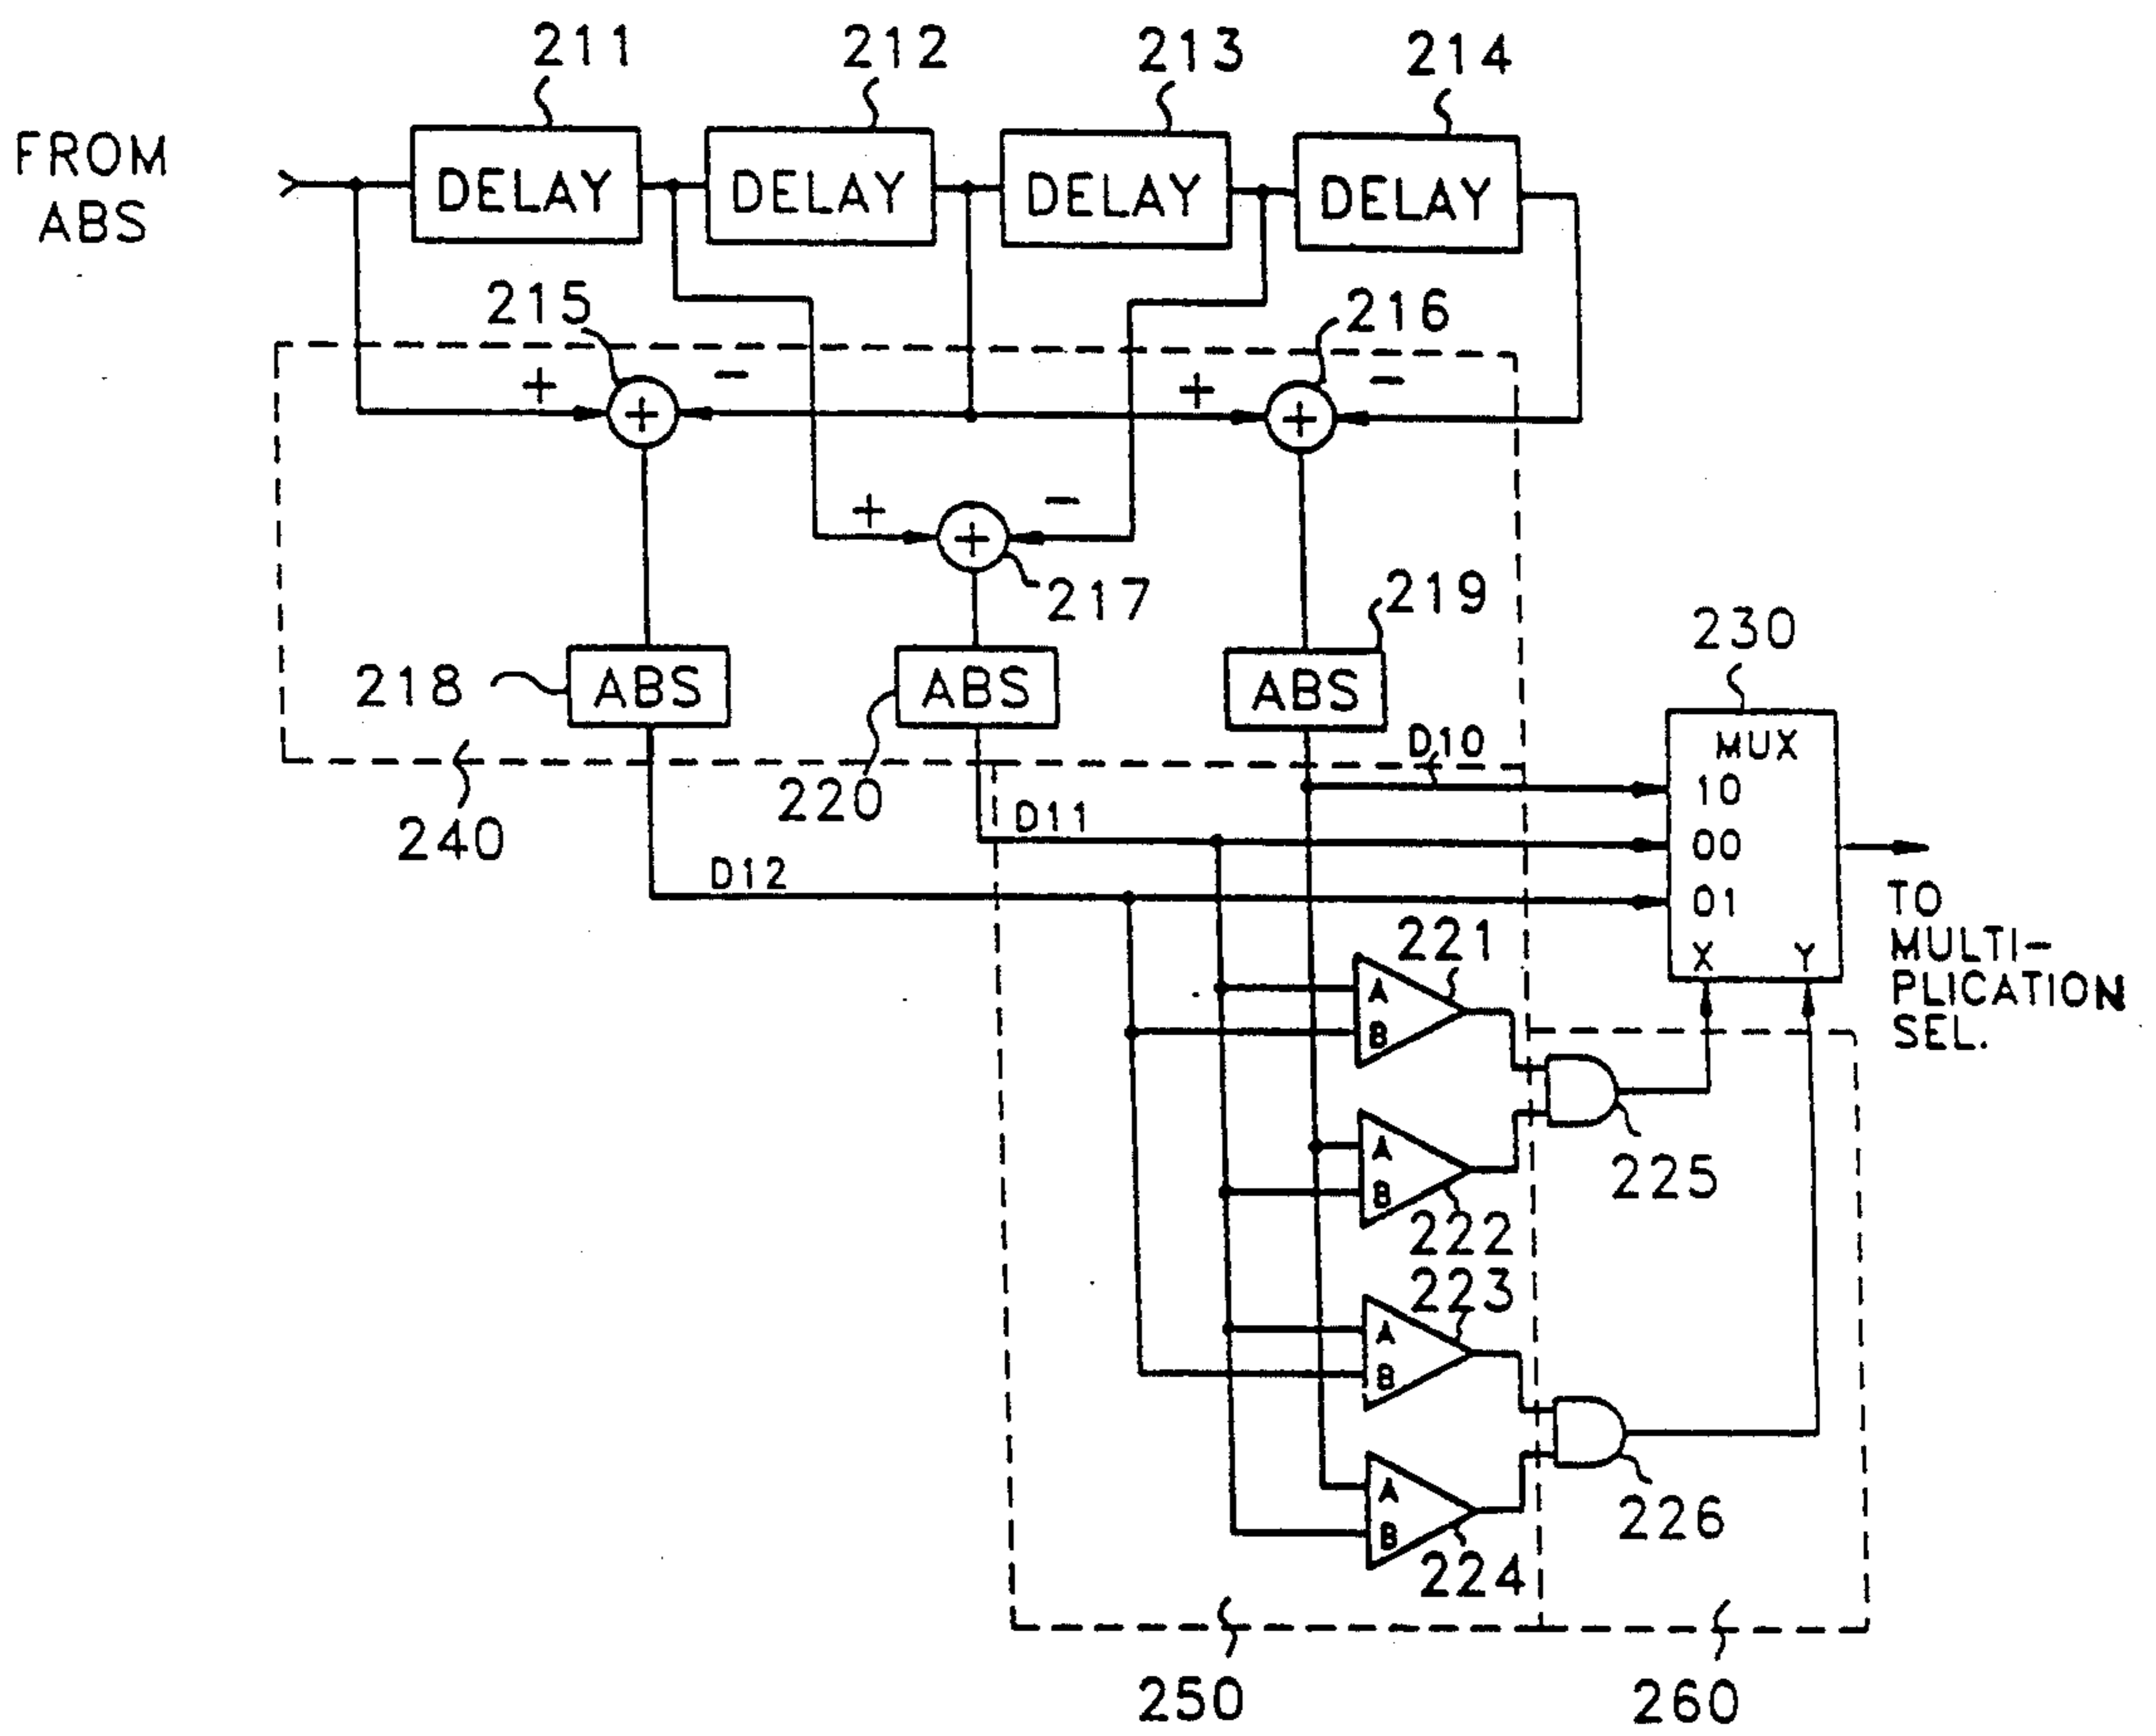 211
212
213
214
FROM
ABS
DELAY
DELAY
DELAY
DELAY
215
216
+
−
+
−
+
+
+
−
+
217
219
230
218
ABS
ABS
ABS
D10
MUX
10
220
D11
240
00
D12
01
TO
MULTI-
PLICATION
SEL.
X
Y
221
A
B
225
A
B
222
223
A
B
226
A
B
224
250
260